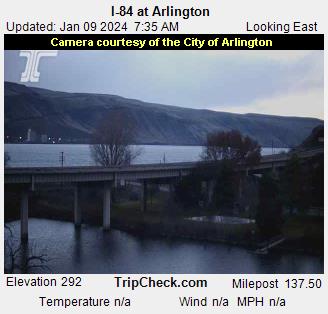 I-84 at Arlington
Updated: Jan 09 2024 7:35 AM Looking East
Camera courtesy of the City of Arlington
Elevation 292 TripCheck.com Milepost 137.50
Temperature n/a Wind n/a MPH n/a